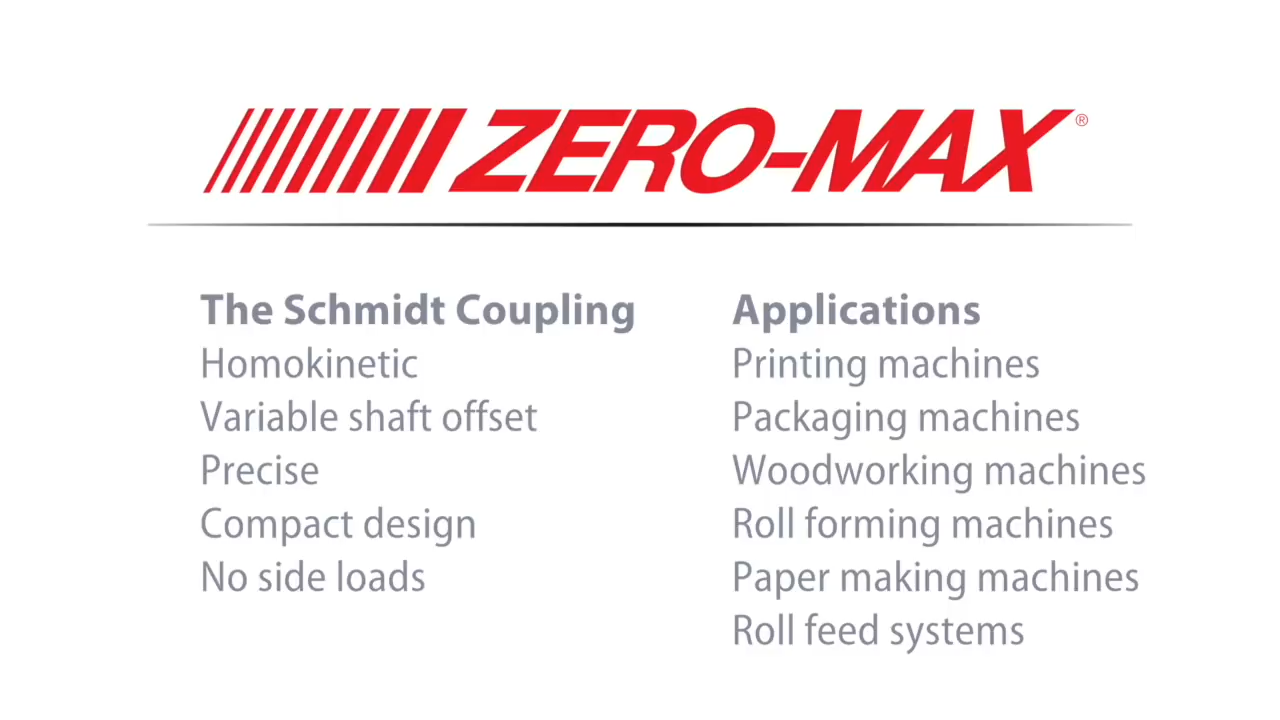 ZERO-MAX®
The Schmidt Coupling
Homokinetic
Variable shaft offset
Precise
Compact design
No side loads
Applications
Printing machines
Packaging machines
Woodworking machines
Roll forming machines
Paper making machines
Roll feed systems